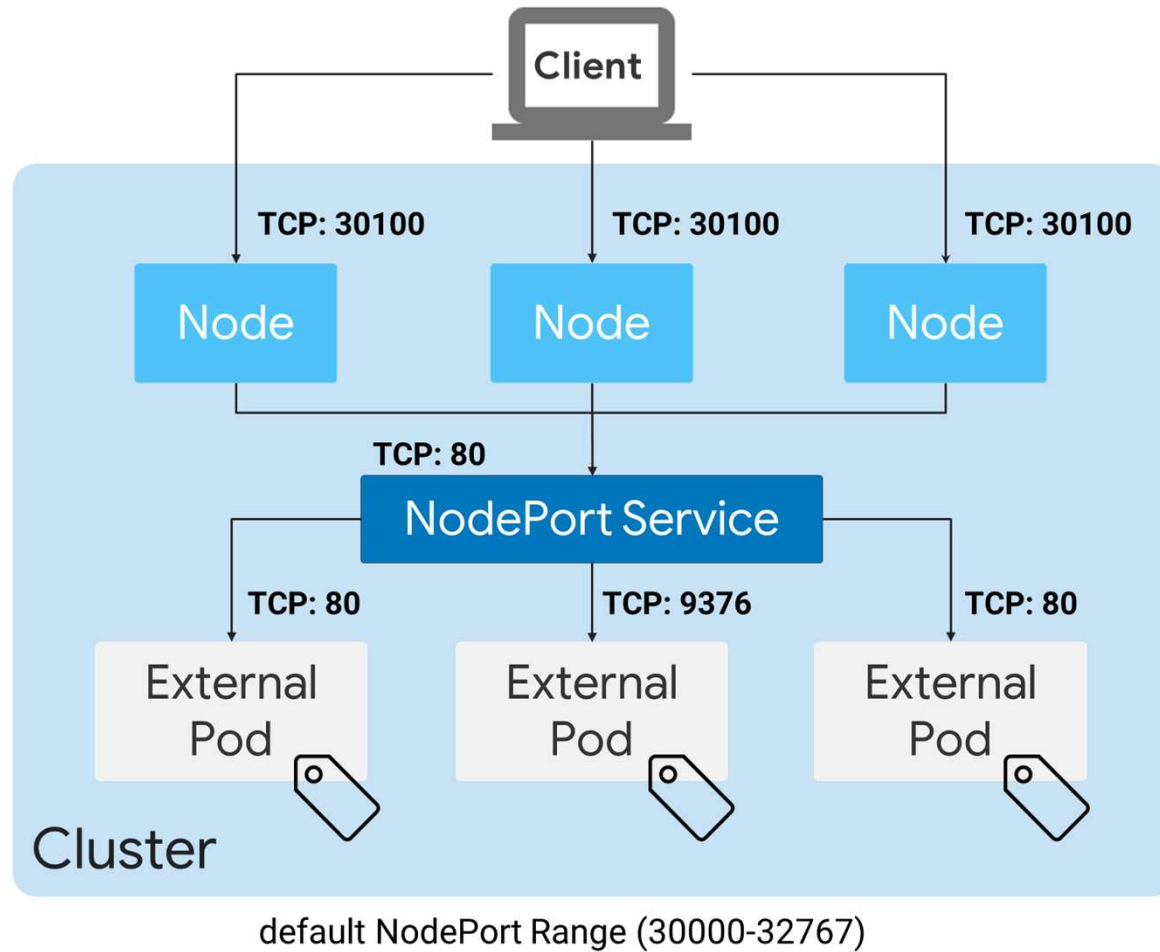 Client
TCP: 30100
TCP: 30100
TCP: 30100
Node
Node
Node
TCP: 80
NodePort Service
TCP: 80
TCP: 9376
TCP: 80
External
Pod
External
Pod
External
Pod
Cluster
default NodePort Range (30000-32767)